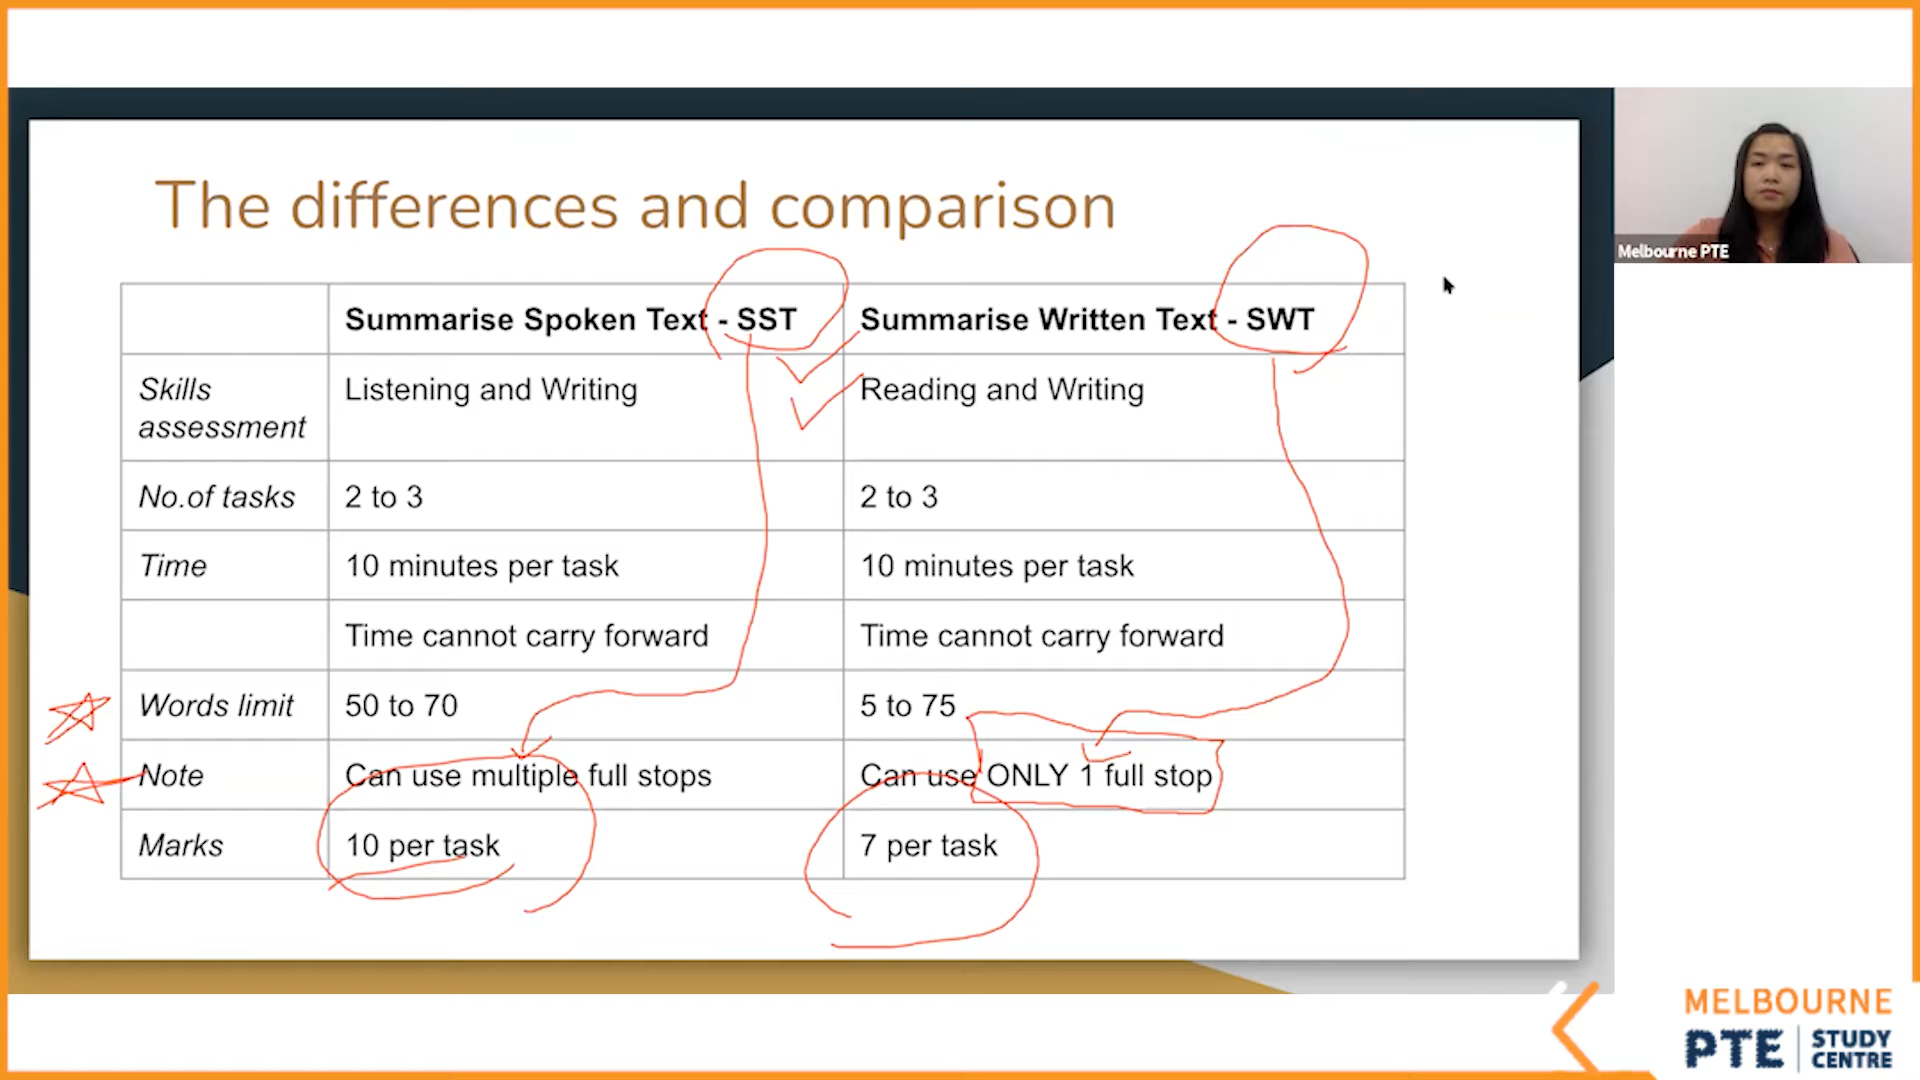 The differences and comparison
Summarise Spoken Text - SST
Summarise Written Text - SWT
Skills assessment
Listening and Writing
Reading and Writing
No.of tasks
2 to 3
2 to 3
Time
10 minutes per task
10 minutes per task
Time cannot carry forward
Time cannot carry forward
Words limit
50 to 70
5 to 75
Note
Can use multiple full stops
Can use ONLY 1 full stop
Marks
10 per task
7 per task
Melbourne PTE
MELBOURNE
PTE STUDY CENTRE